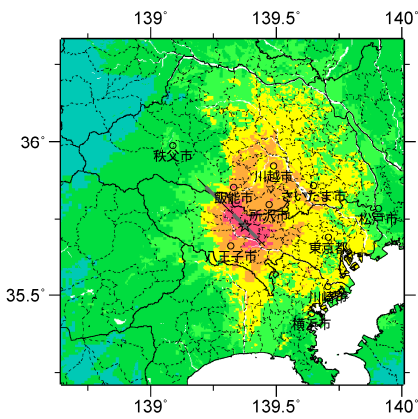 139° 139.5° 140°
36°
35.5°
秩父市
川越市
飯能市 さいたま市
所沢市 松戸市
東京都
八王子市
川崎市
横浜市
139° 139.5° 140°